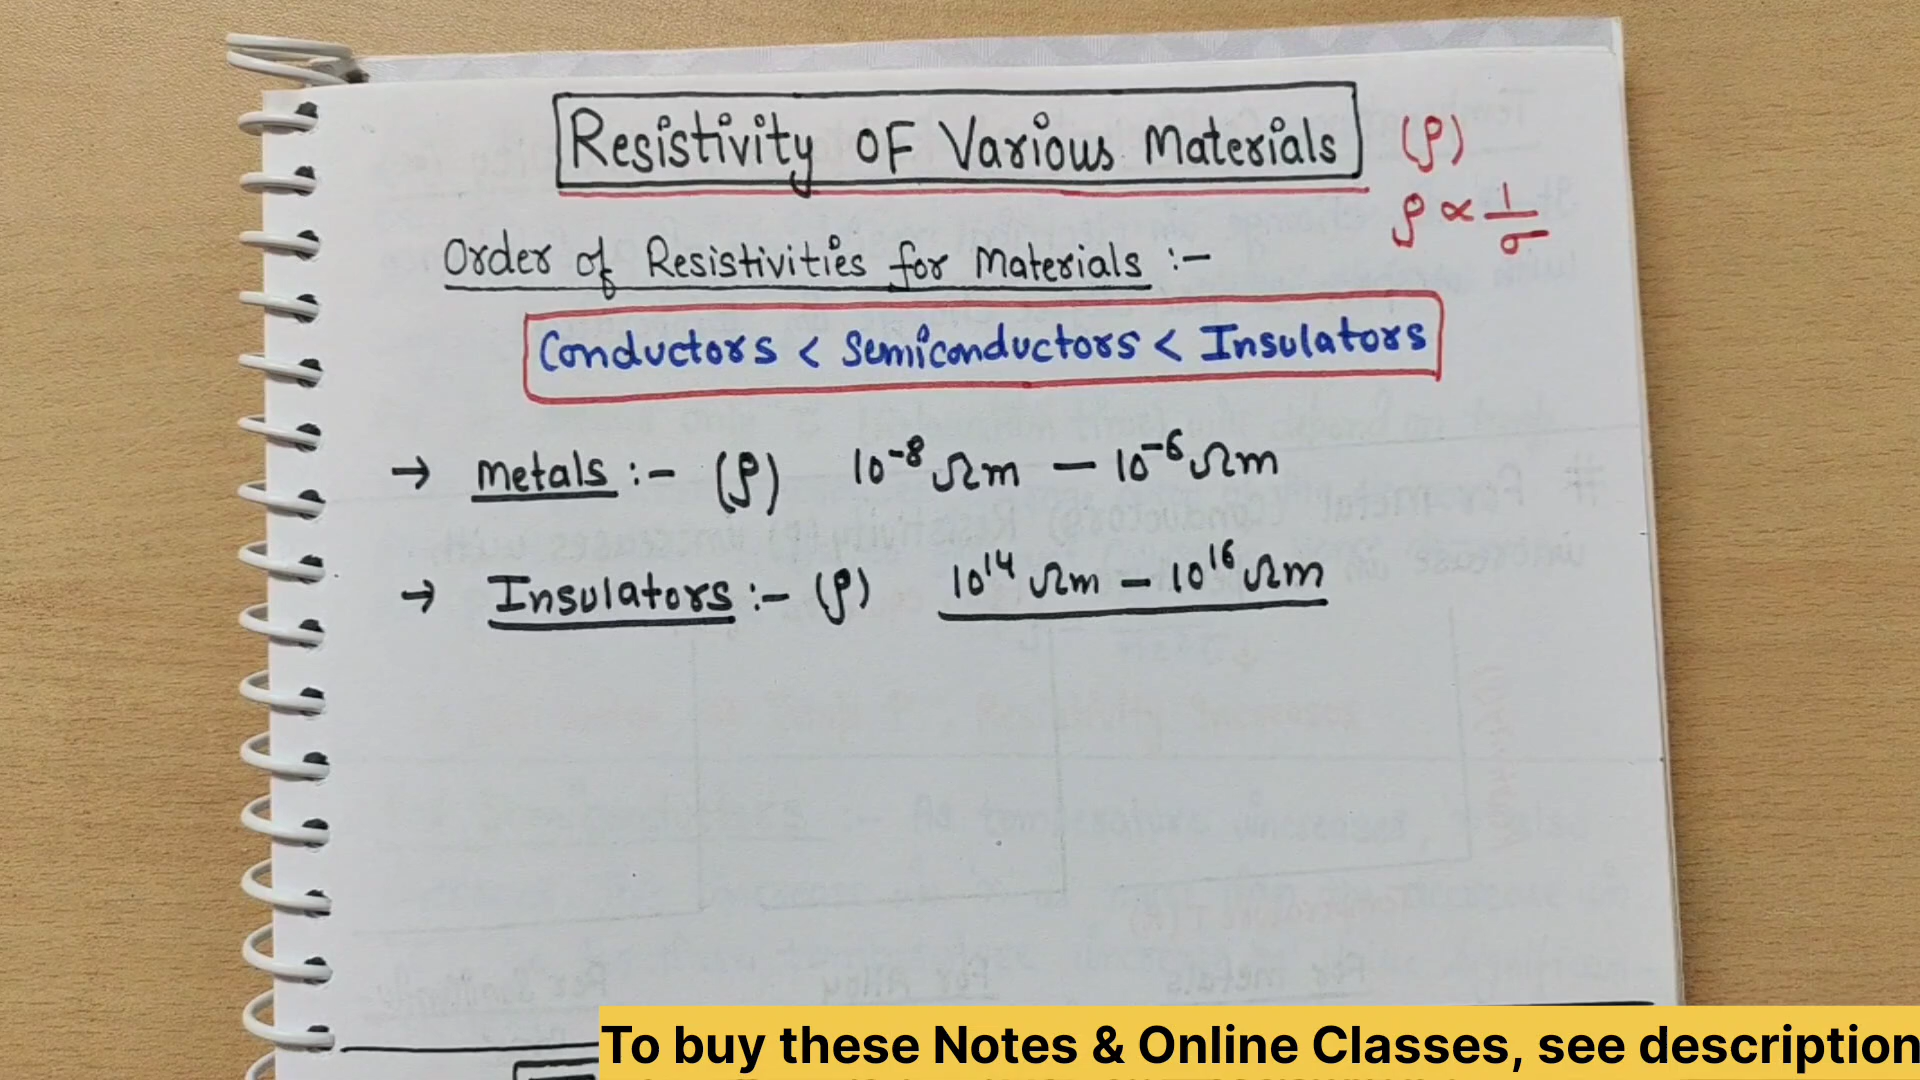 Resistivity OF Various Materials (ρ)
ρ ∝ 1/σ
Order of Resistivities for Materials :-
Conductors < Semiconductors < Insulators
→ Metals :- (ρ) 10⁻⁸ Ωm – 10⁻⁶ Ωm
→ Insulators :- (ρ) 10¹⁴ Ωm – 10¹⁶ Ωm
To buy these Notes & Online Classes, see description